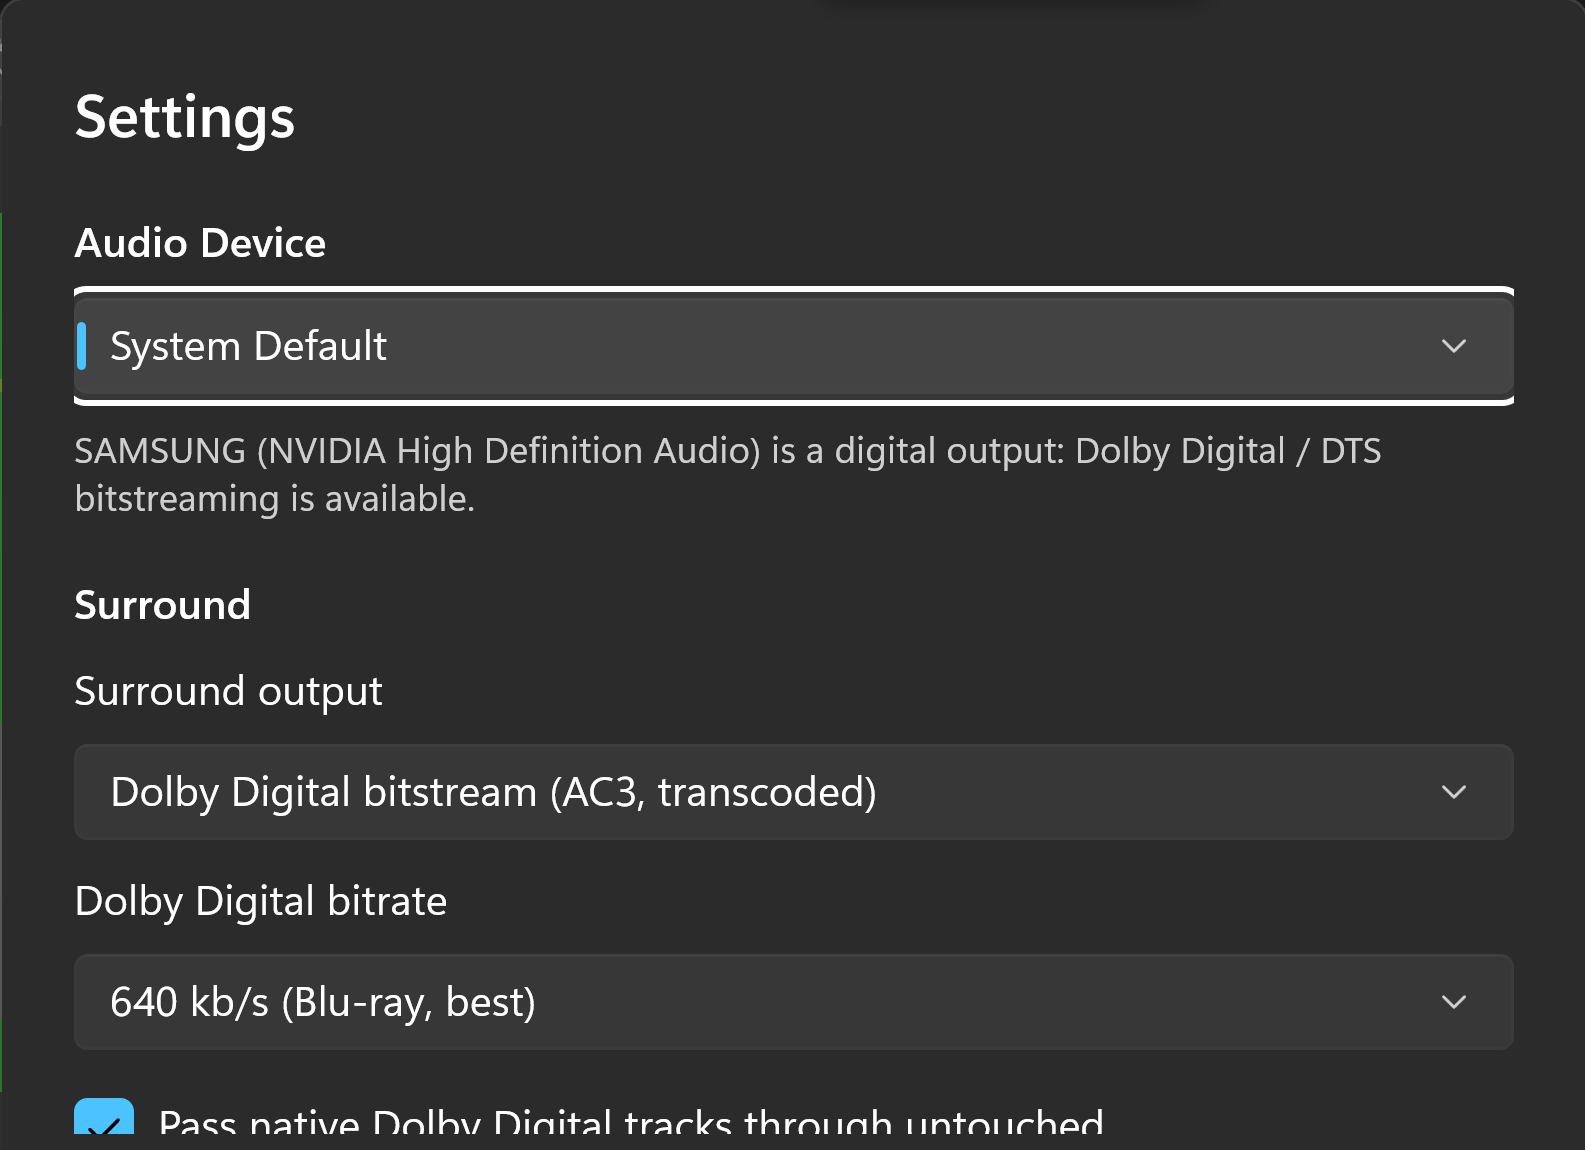 Settings
Audio Device
System Default
SAMSUNG (NVIDIA High Definition Audio) is a digital output: Dolby Digital / DTS
bitstreaming is available.
Surround
Surround output
Dolby Digital bitstream (AC3, transcoded)
Dolby Digital bitrate
640 kb/s (Blu-ray, best)
Pass native Dolby Digital tracks through untouched